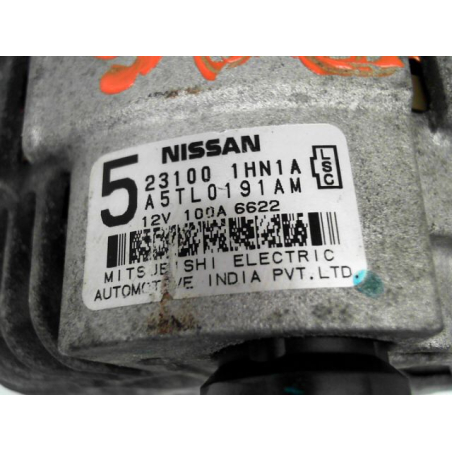 NISSAN
5 23100 1HN1A LSC
A5TL0191AM
12V 100A 6622
MITSUBISHI ELECTRIC
AUTOMOTIVE INDIA PVT.LTD.